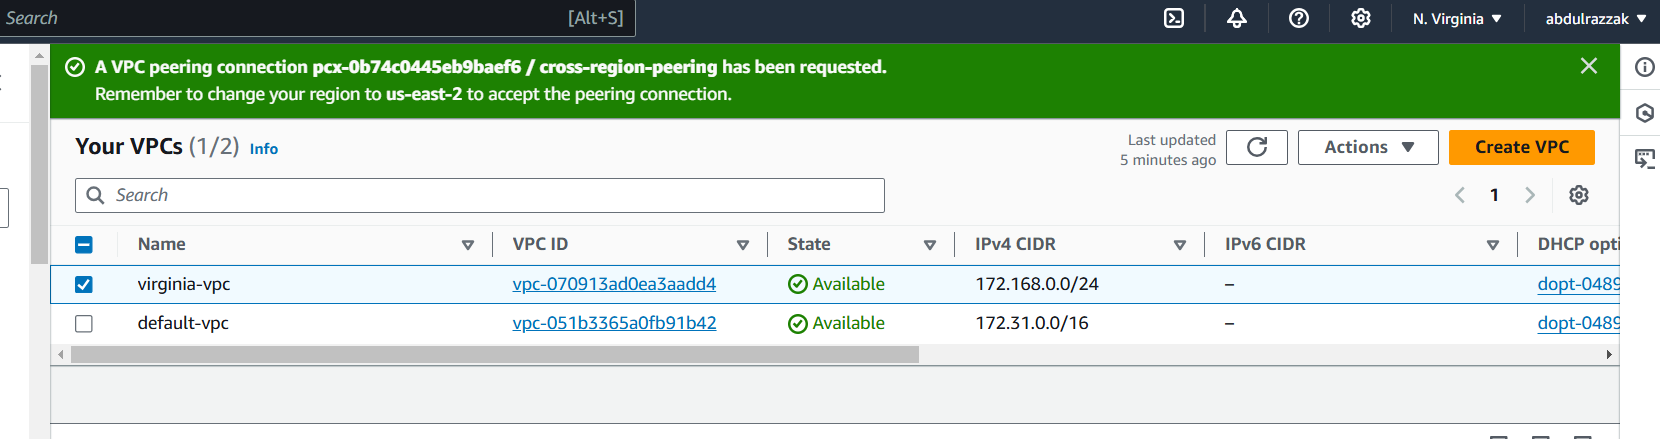 Search [Alt+S] N. Virginia abdulrazzak
A VPC peering connection pcx-0b74c0445eb9baef6 / cross-region-peering has been requested.
Remember to change your region to us-east-2 to accept the peering connection.
Your VPCs (1/2) Info
Last updated
5 minutes ago
Actions
Create VPC
Search
1
Name VPC ID State IPv4 CIDR IPv6 CIDR DHCP opti
virginia-vpc vpc-070913ad0ea3aadd4 Available 172.168.0.0/24 – dopt-0489
default-vpc vpc-051b3365a0fb91b42 Available 172.31.0.0/16 – dopt-0489